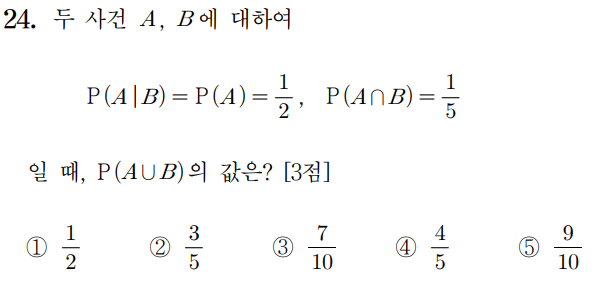 24. 두 사건 A, B에 대하여
P(A|B)=P(A)=1/2, P(A∩B)=1/5
일 때, P(A∪B)의 값은? [3점]
① 1/2 ② 3/5 ③ 7/10 ④ 4/5 ⑤ 9/10